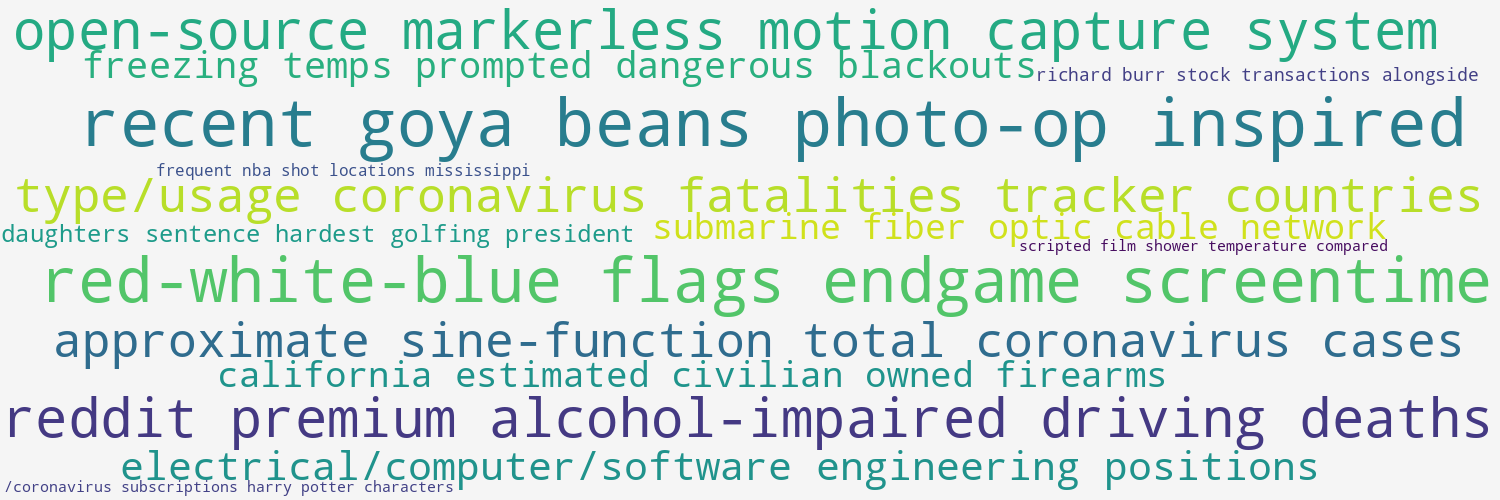 open-source markerless motion capture system
freezing temps prompted dangerous blackouts
richard burr stock transactions alongside
recent goya beans photo-op inspired
frequent nba shot locations mississippi
type/usage coronavirus fatalities tracker countries
submarine fiber optic cable network
daughters sentence hardest golfing president
scripted film shower temperature compared
red-white-blue flags endgame screentime
approximate sine-function total coronavirus cases
california estimated civilian owned firearms
reddit premium alcohol-impaired driving deaths
electrical/computer/software engineering positions
/coronavirus subscriptions harry potter characters